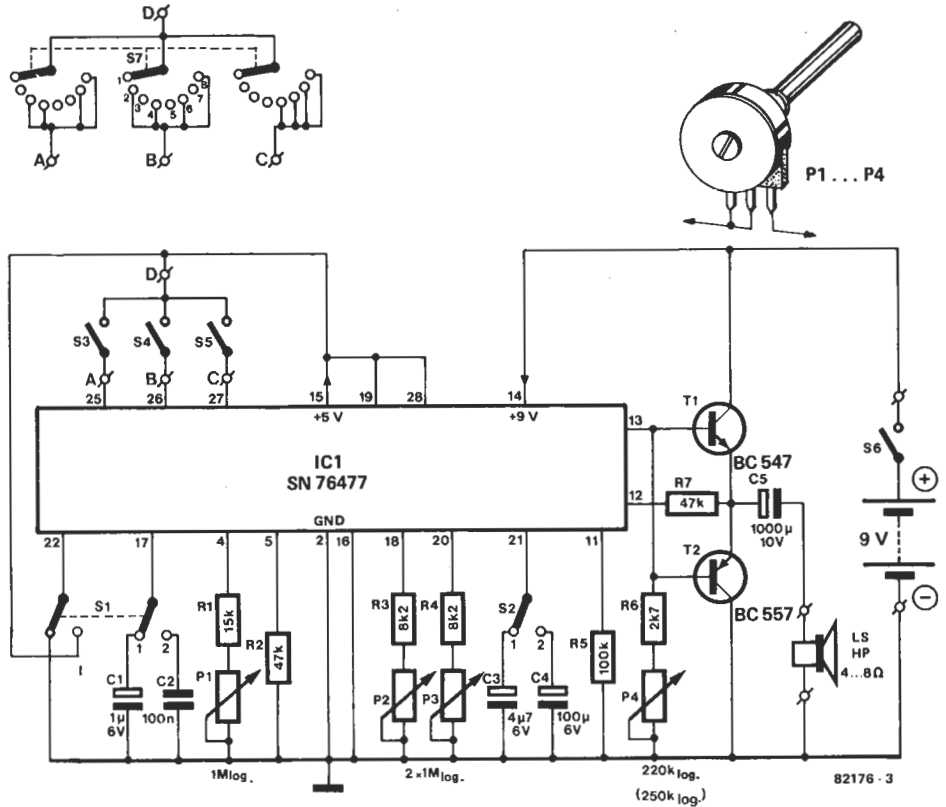 D
S7
1
8
2
3
4
5
6
7
A
B
C
P1 ... P4
D
S3
S4
S5
A
B
C
25
26
27
15
19
28
14
+5 V
+9 V
13
T1
IC1
SN 76477
BC 547
S6
R7
47k
C5
1000µ
10V
12
+
9 V
GND
22
17
4
5
2
16
18
20
21
11
T2
BC 557
−
S1
R1
15k
R2
47k
R3
8k2
R4
8k2
S2
R5
100k
R6
2k7
1
2
1
2
LS
HP
4...8Ω
C1
1µ
6V
C2
100n
P1
P2
P3
C3
4µ7
6V
C4
100µ
6V
P4
1Mlog.
2×1Mlog.
220klog.
(250klog.)
82176 - 3